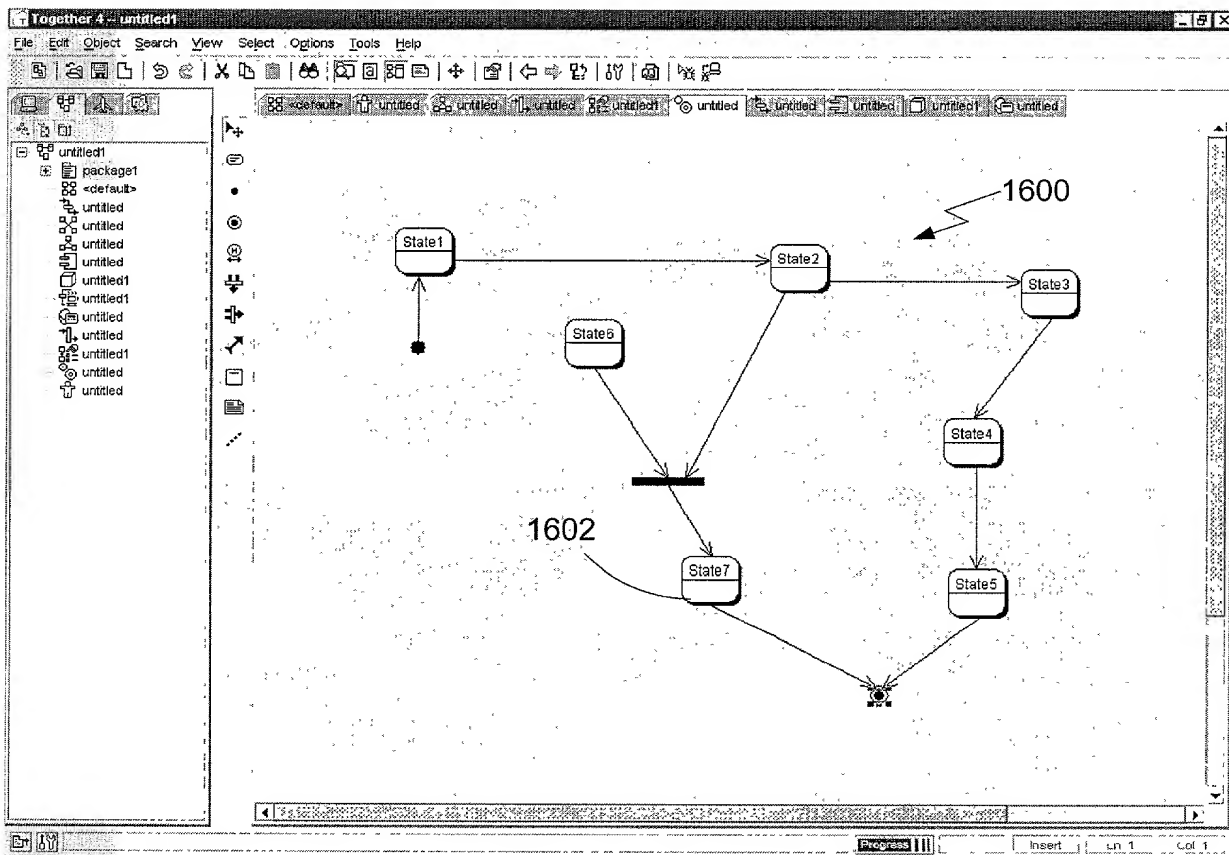 Together 4 -- untitled1
File Edit Object Search View Select Options Tools Help
<default> untitled untitled untitled untitled1 untitled untitled untitled untitled1 untitled
untitled1
package1
<default>
untitled
untitled
untitled
untitled
untitled1
untitled1
untitled
untitled
untitled1
untitled
untitled
1600
State1
State2
State3
State6
State4
1602
State7
State5
Progress Insert Ln 1 Col 1